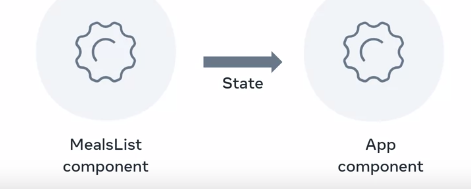 State
MealsList
component
App
component